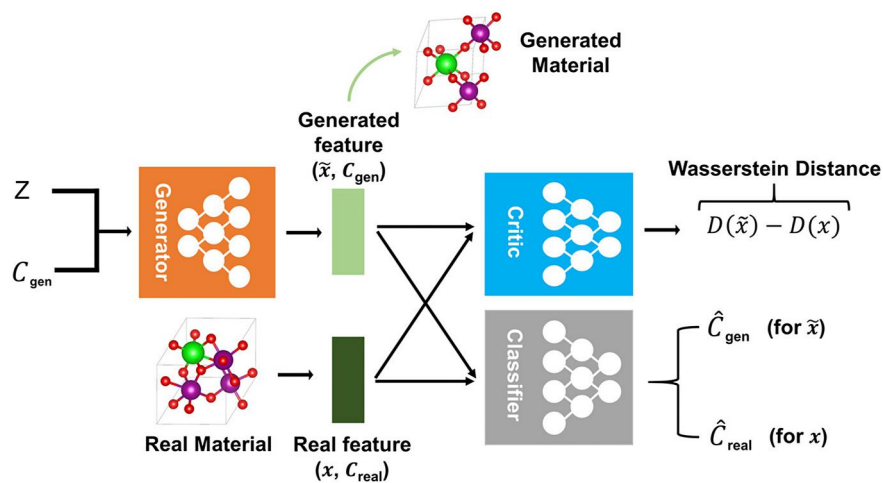 Generated
Material
Generated
feature
(x̃, C_gen)
Z
C_gen
Generator
Critic
Wasserstein Distance
D(x̃) − D(x)
Real Material
Real feature
(x, C_real)
Classifier
Ĉ_gen (for x̃)
Ĉ_real (for x)